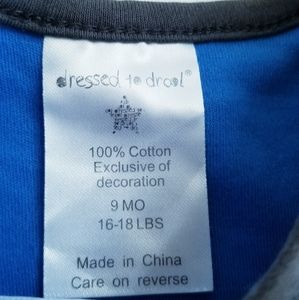 dressed to drool®
100% Cotton
Exclusive of
decoration
9 MO
16-18 LBS
Made in China
Care on reverse